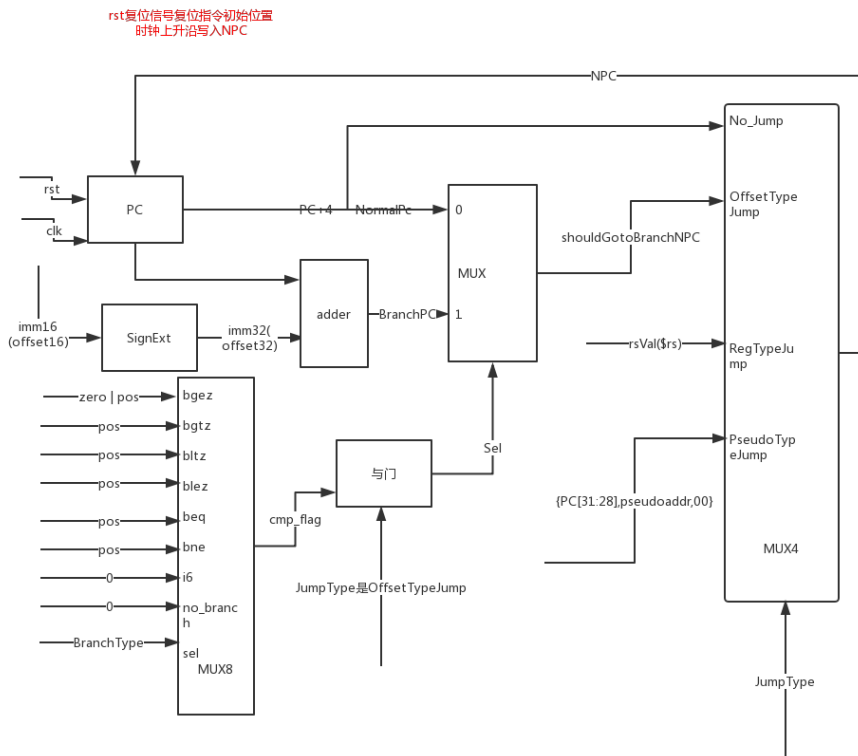 rst复位信号复位指令初始位置
时钟上升沿写入NPC
NPC
No_Jump
rst
PC
PC+4
NormalPc
0
OffsetType
Jump
clk
shouldGotoBranchNPC
MUX
imm16
(offset16)
SignExt
imm32(
offset32)
adder
BranchPC
1
rsVal($rs)
RegTypeJu
mp
zero | pos
bgez
pos
bgtz
pos
bltz
pos
blez
pos
beq
pos
bne
0
i6
0
no_branc
h
BranchType
sel
MUX8
与门
Sel
cmp_flag
JumpType是OffsetTypeJump
PseudoTyp
eJump
{PC[31:28],pseudoaddr,00}
MUX4
JumpType